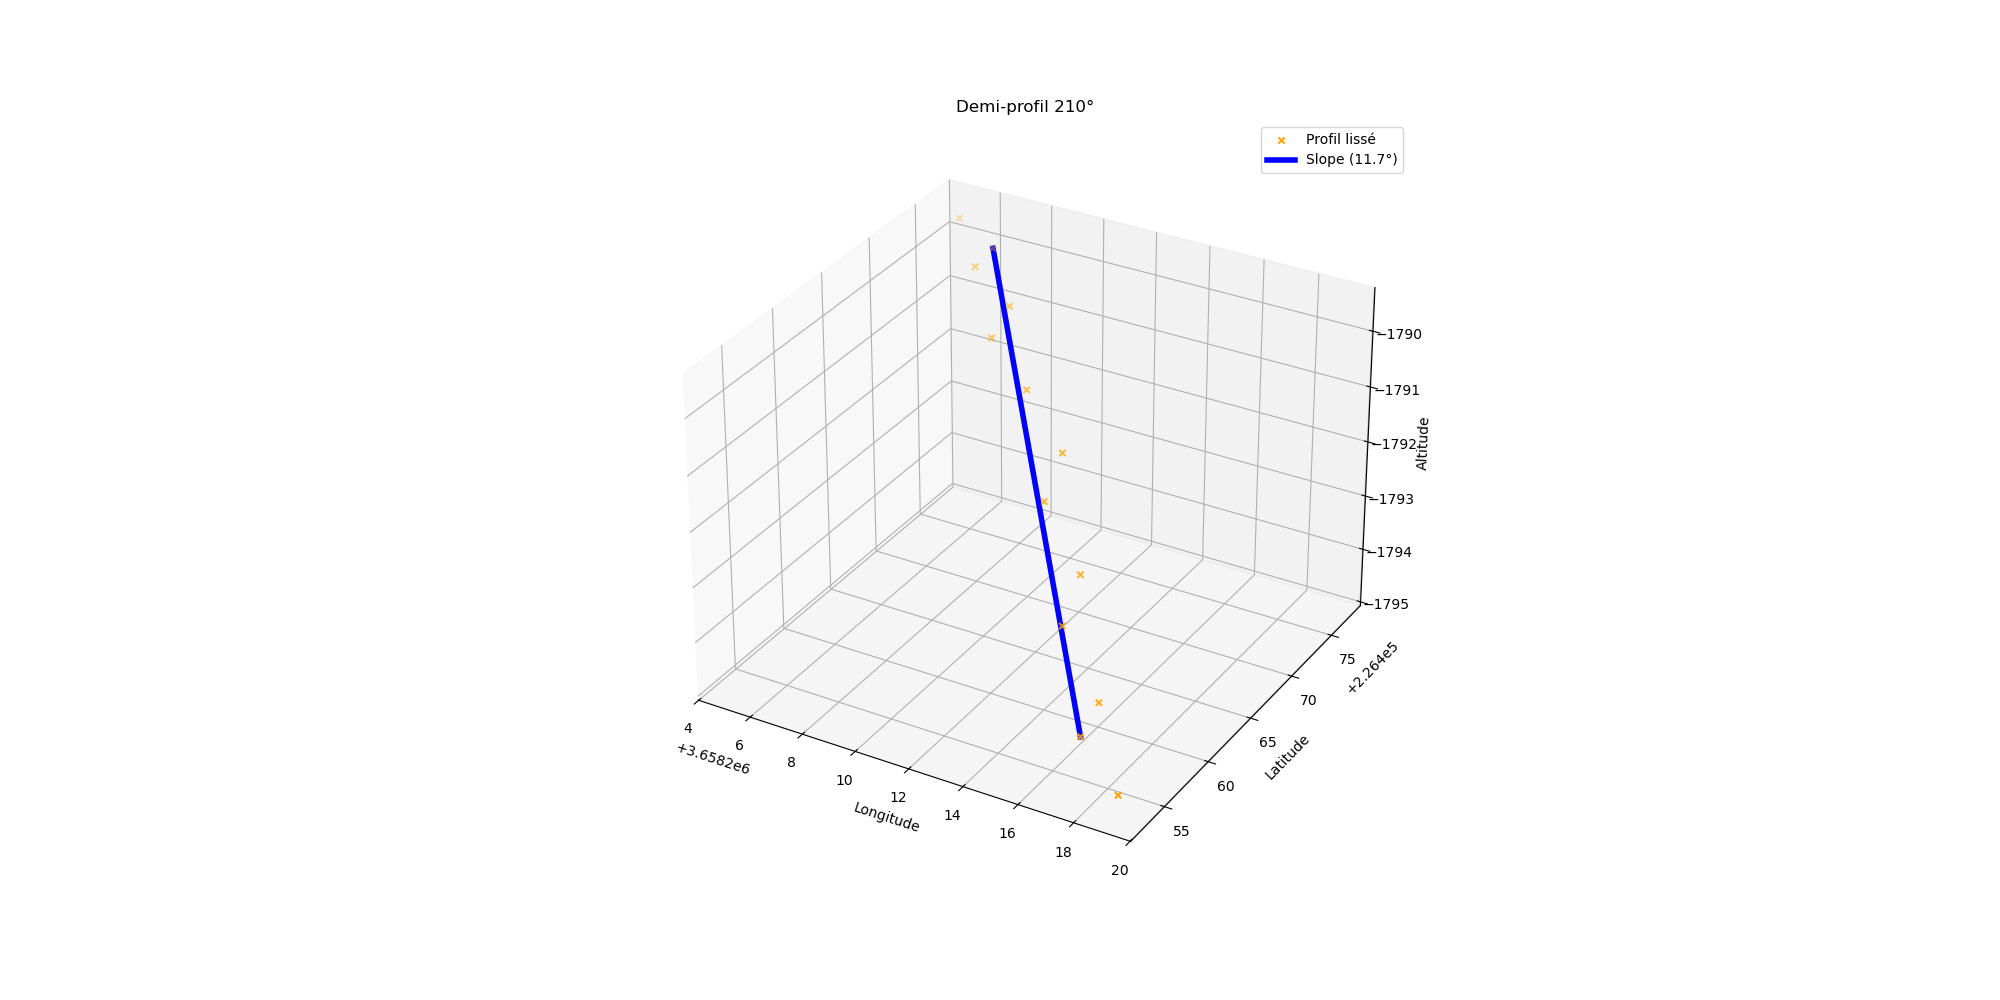 Demi-profil 210°
Profil lissé
Slope (11.7°)
−1790
−1791
−1792
−1793
−1794
−1795
Altitude
75
70
65
60
55
+2.264e5
Latitude
4
6
8
10
12
14
16
18
20
+3.6582e6
Longitude